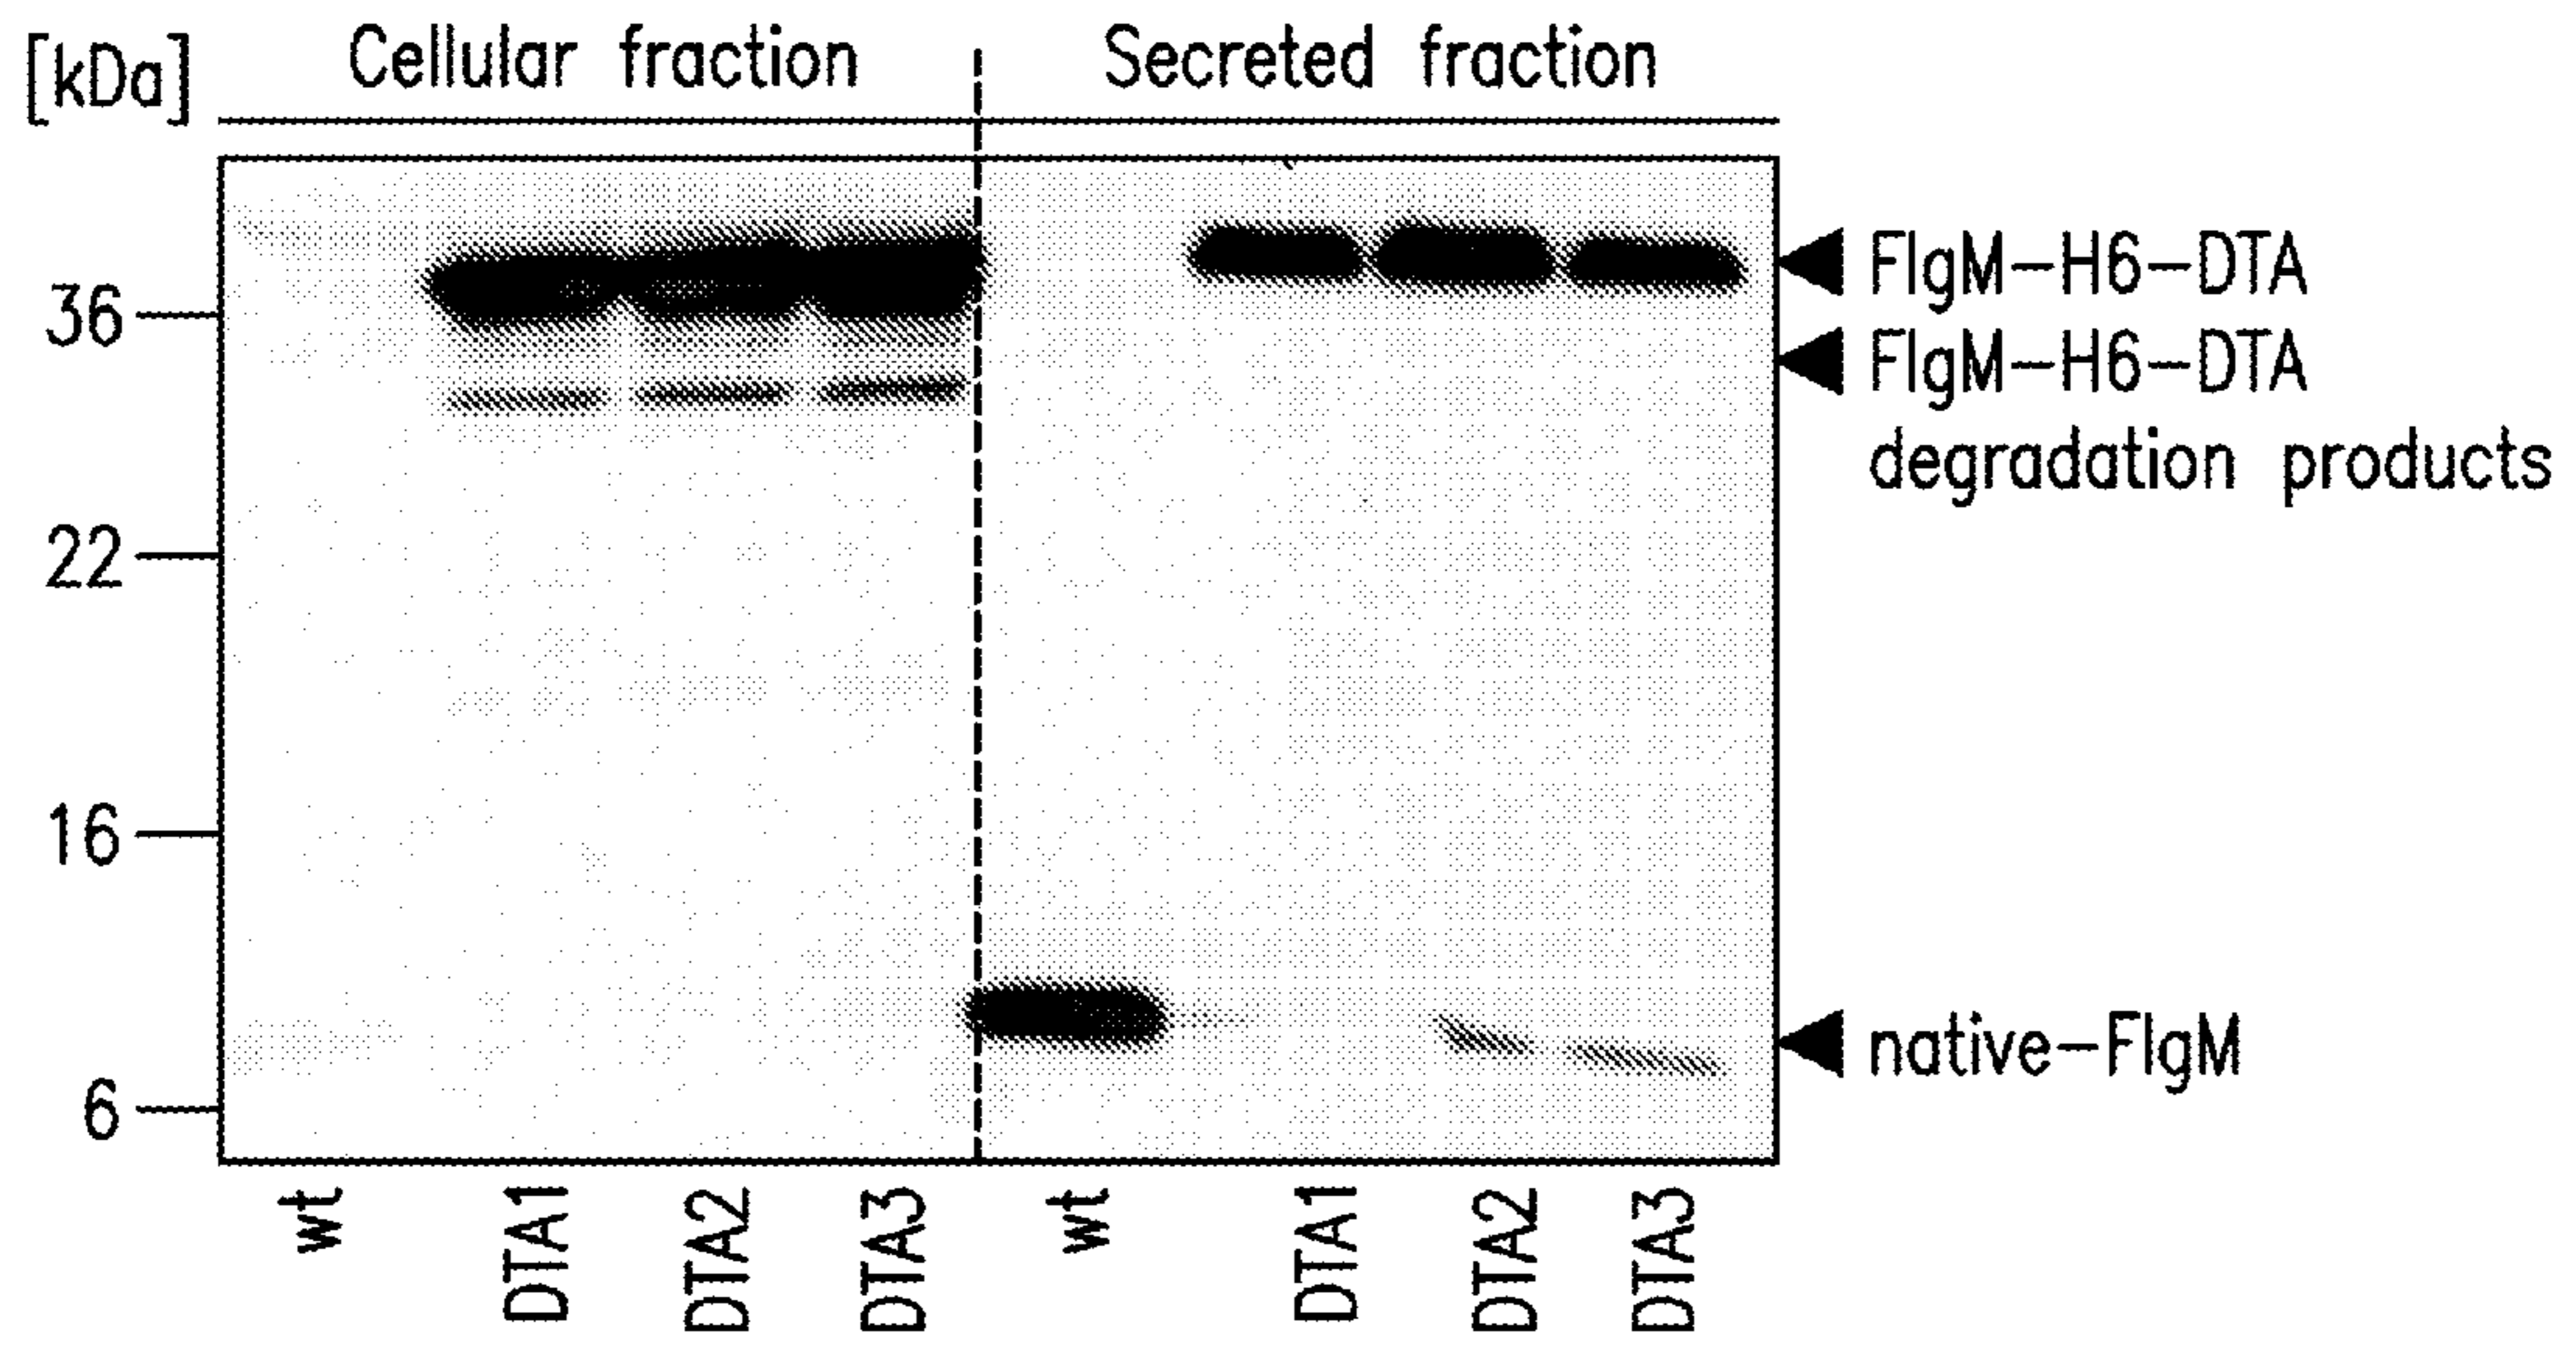 [kDa]
Cellular fraction
Secreted fraction
36
22
16
6
FlgM-H6-DTA
FlgM-H6-DTA
degradation products
native-FlgM
wt
DTA1
DTA2
DTA3
wt
DTA1
DTA2
DTA3